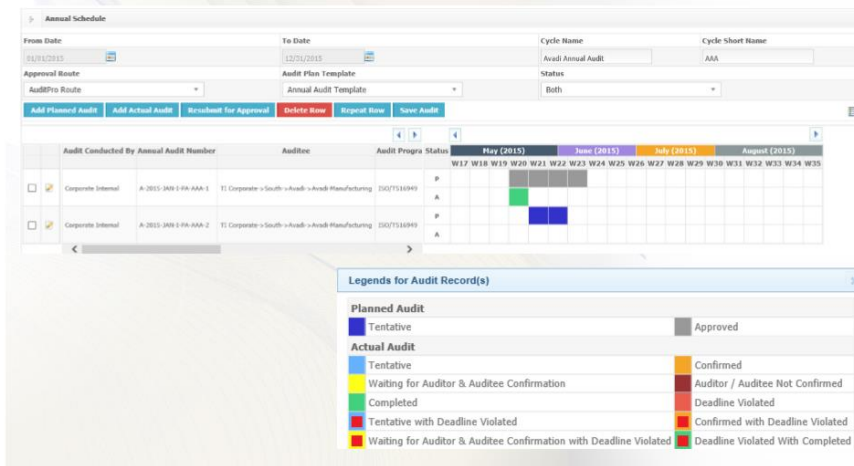 Annual Schedule
From Date To Date Cycle Name Cycle Short Name
01/01/2015 12/31/2015 Avadi Annual Audit AAA
Approval Route Audit Plan Template Status
AuditPro Route Annual Audit Template Both
Add Planned Audit Add Actual Audit Resubmit for Approval Delete Row Repeat Row Save Audit
May (2015) June (2015) July (2015) August (2015)
Audit Conducted By Annual Audit Number Auditee Audit Progra Status
W17 W18 W19 W20 W21 W22 W23 W24 W25 W26 W27 W28 W29 W30 W31 W32 W33 W34 W35
P
Corporate Internal A-2015-JAN-I-PA-AAA-1 TI Corporate->South->Avadi->Avadi Manufacturing ISO/TS16949
A
P
Corporate Internal A-2015-JAN-I-PA-AAA-2 TI Corporate->South->Avadi->Avadi Manufacturing ISO/TS16949
A
Legends for Audit Record(s)
Planned Audit
Tentative Approved
Actual Audit
Tentative Confirmed
Waiting for Auditor & Auditee Confirmation Auditor / Auditee Not Confirmed
Completed Deadline Violated
Tentative with Deadline Violated Confirmed with Deadline Violated
Waiting for Auditor & Auditee Confirmation with Deadline Violated Deadline Violated With Completed